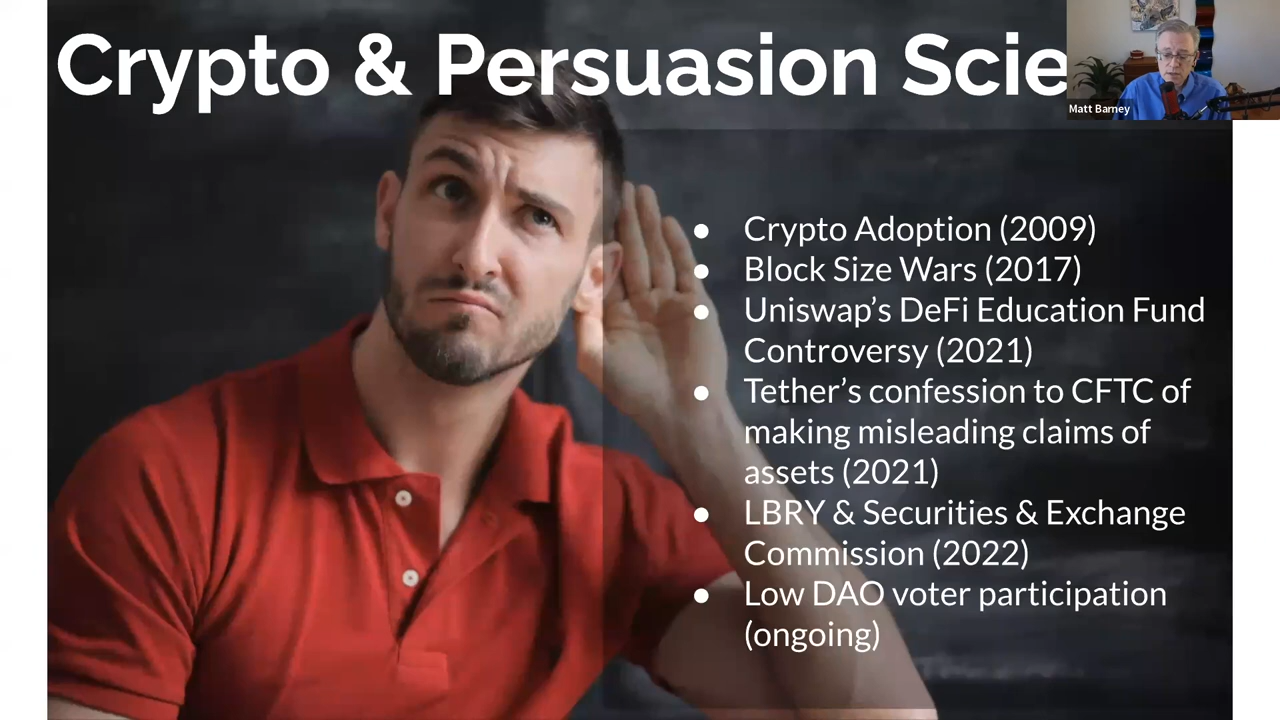 Crypto & Persuasion Scie
Matt Barney
● Crypto Adoption (2009)
● Block Size Wars (2017)
● Uniswap’s DeFi Education Fund
Controversy (2021)
● Tether’s confession to CFTC of
making misleading claims of
assets (2021)
● LBRY & Securities & Exchange
Commission (2022)
● Low DAO voter participation
(ongoing)